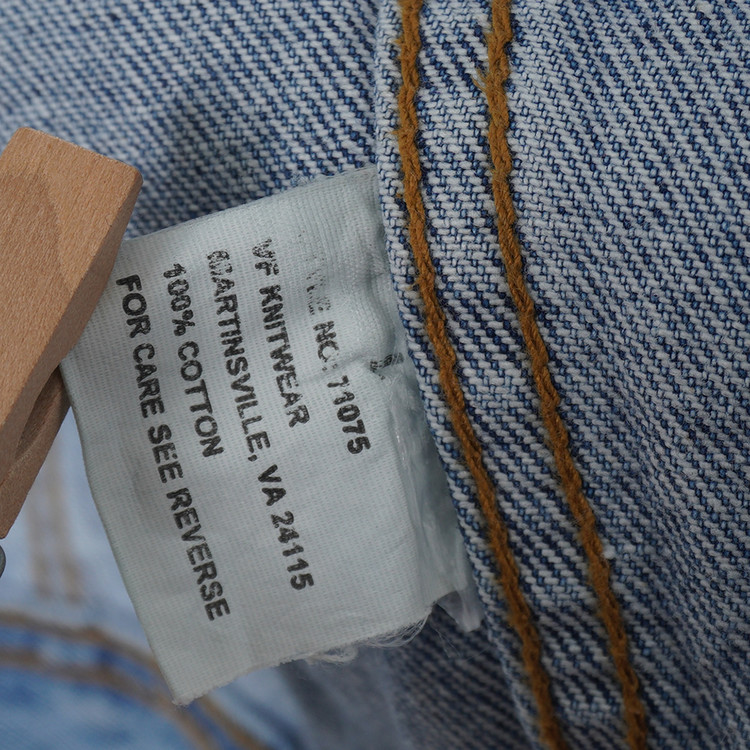 NO: 71075
VF KNITWEAR
MARTINSVILLE, VA 24115
100% COTTON
FOR CARE SEE REVERSE